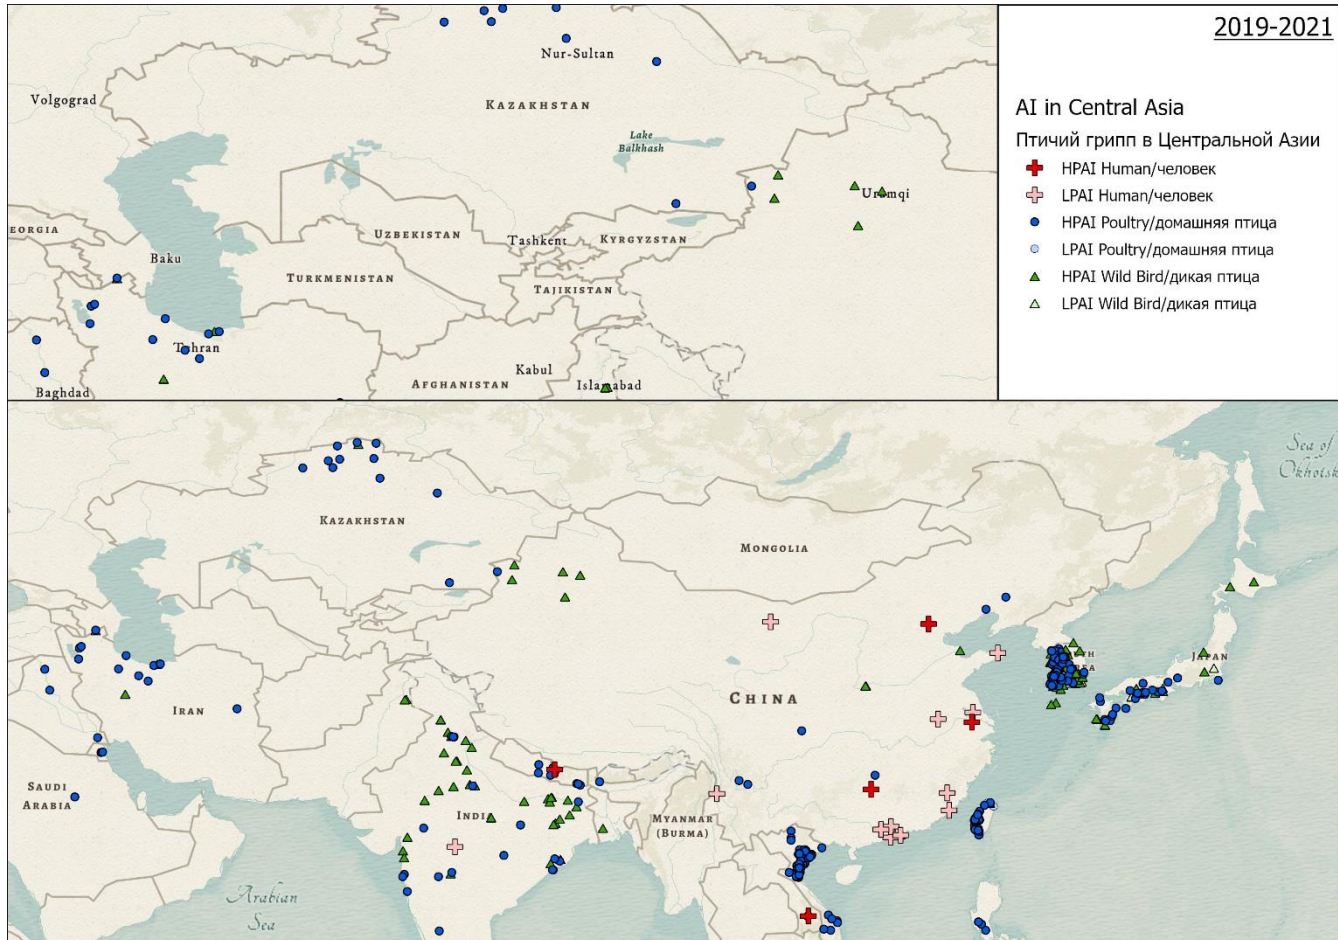 2019-2021
AI in Central Asia
Птичий грипп в Центральной Азии
HPAI Human/человек
LPAI Human/человек
HPAI Poultry/домашняя птица
LPAI Poultry/домашняя птица
HPAI Wild Bird/дикая птица
LPAI Wild Bird/дикая птица
Nur-Sultan
Volgograd
KAZAKHSTAN
Lake
Balkhash
Urumqi
EORGIA
UZBEKISTAN
Tashkent
KYRGYZSTAN
Baku
TURKMENISTAN
TAJIKISTAN
Tehran
Kabul
Baghdad
AFGHANISTAN
Islamabad
Sea of
Okhotsk
KAZAKHSTAN
MONGOLIA
JAPAN
CHINA
IRAN
SAUDI
ARABIA
INDIA
MYANMAR
(BURMA)
Arabian
Sea